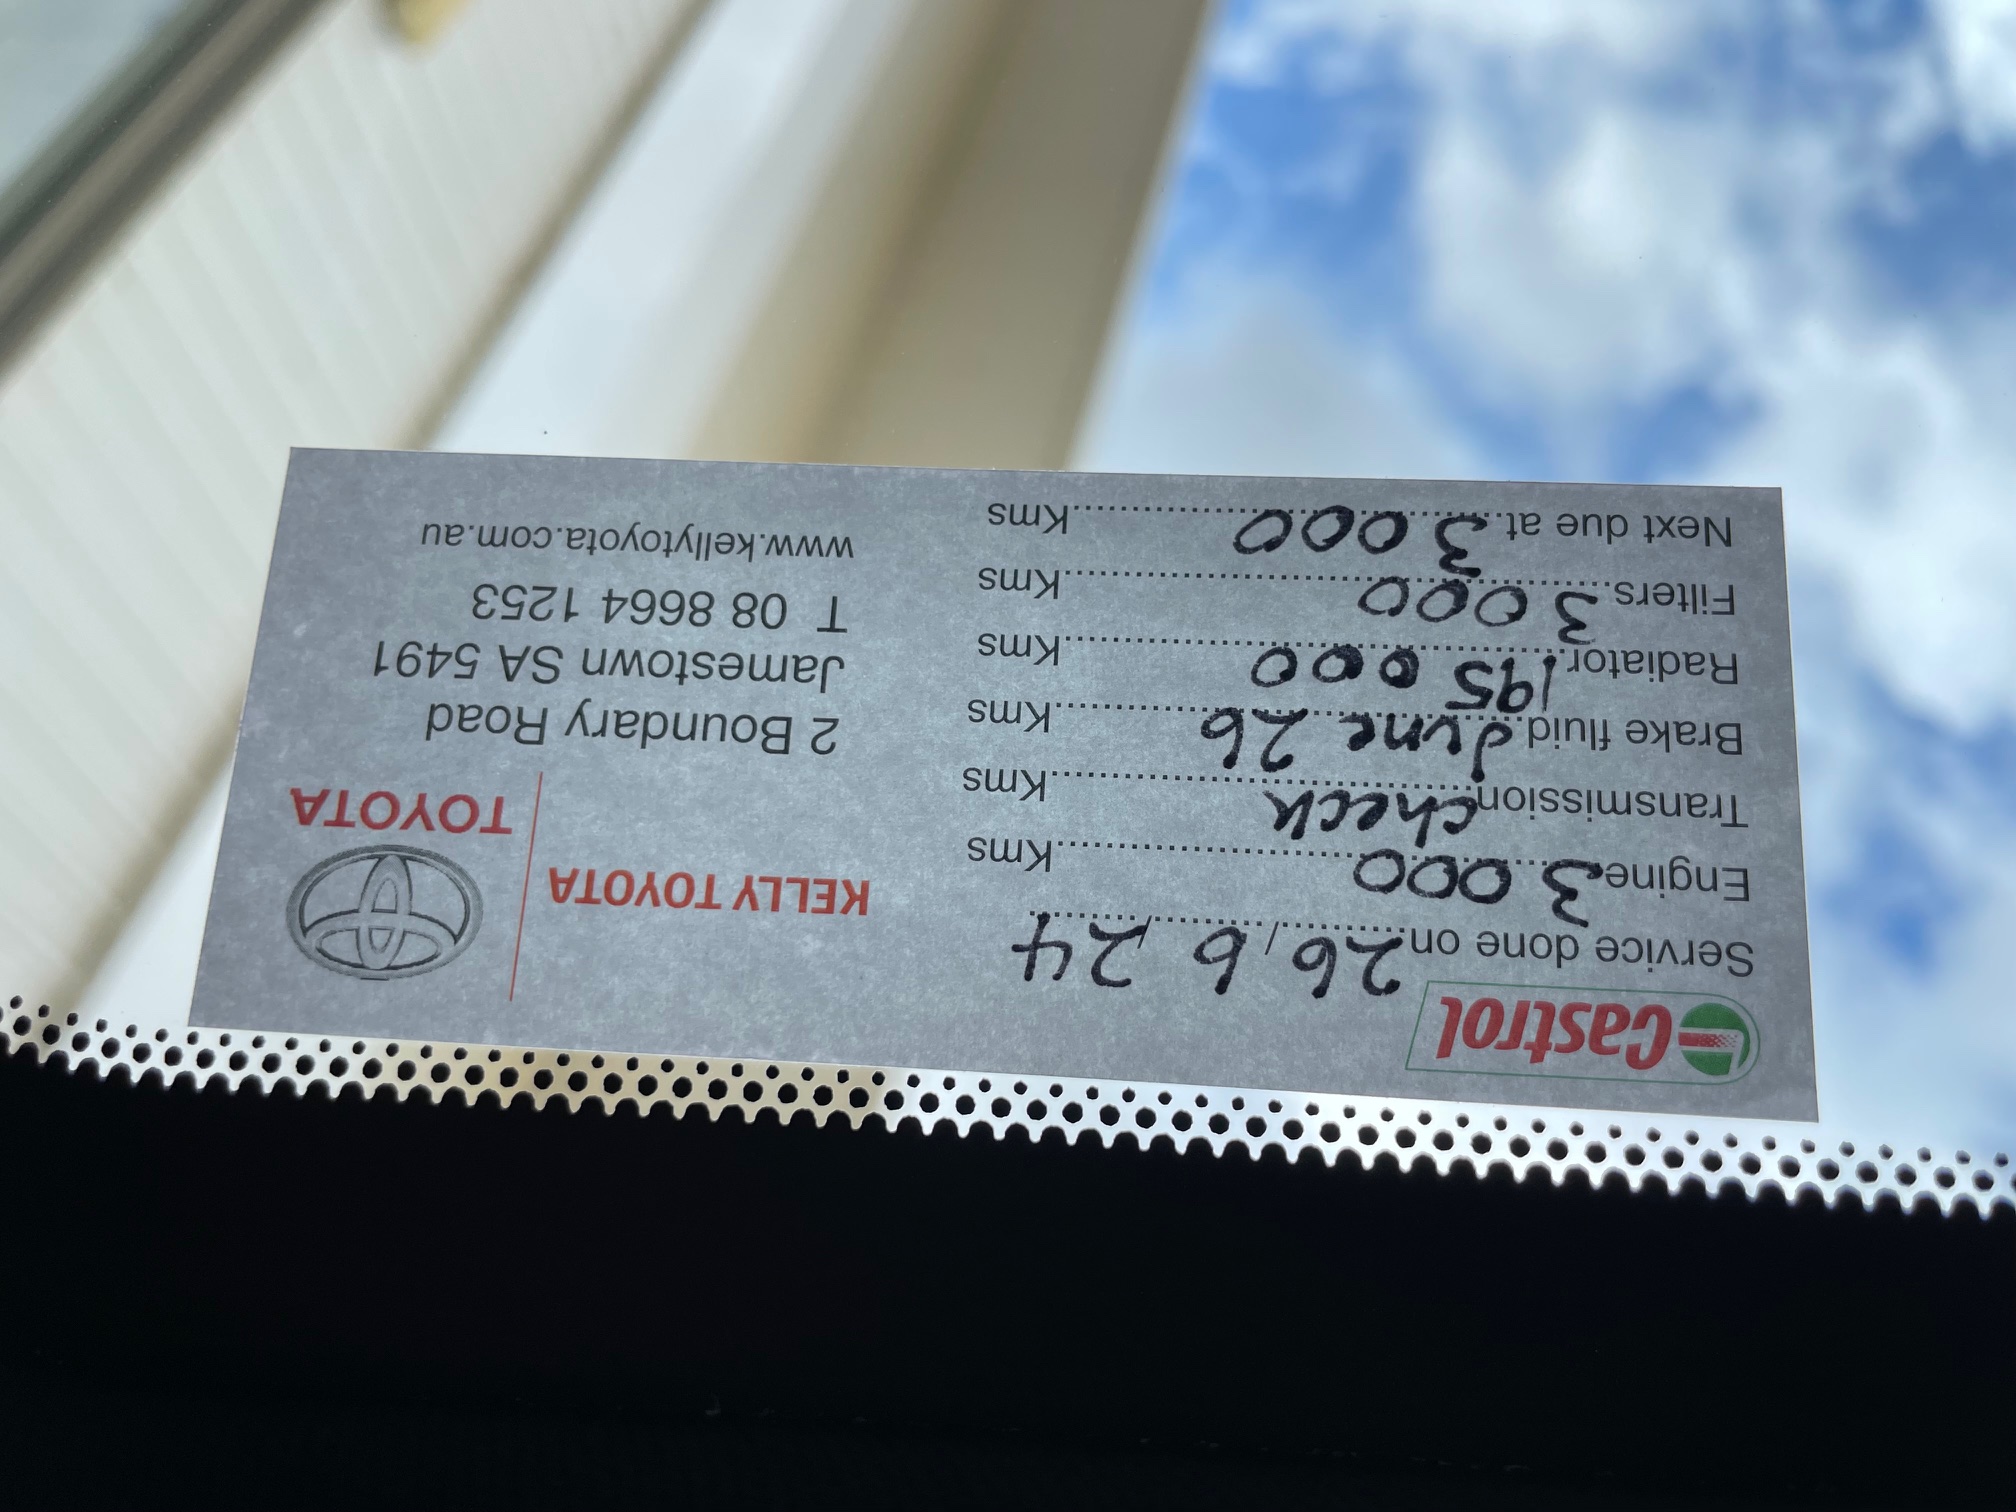 Castrol
Service done on 26 / 6 / 24
Engine 3 000 Kms
Transmission check Kms
Brake fluid June 26 Kms
Radiator 195 000 Kms
Filters 3 000 Kms
Next due at 3 000 Kms
KELLY TOYOTA
TOYOTA
2 Boundary Road
Jamestown SA 5491
T 08 8664 1253
www.kellytoyota.com.au